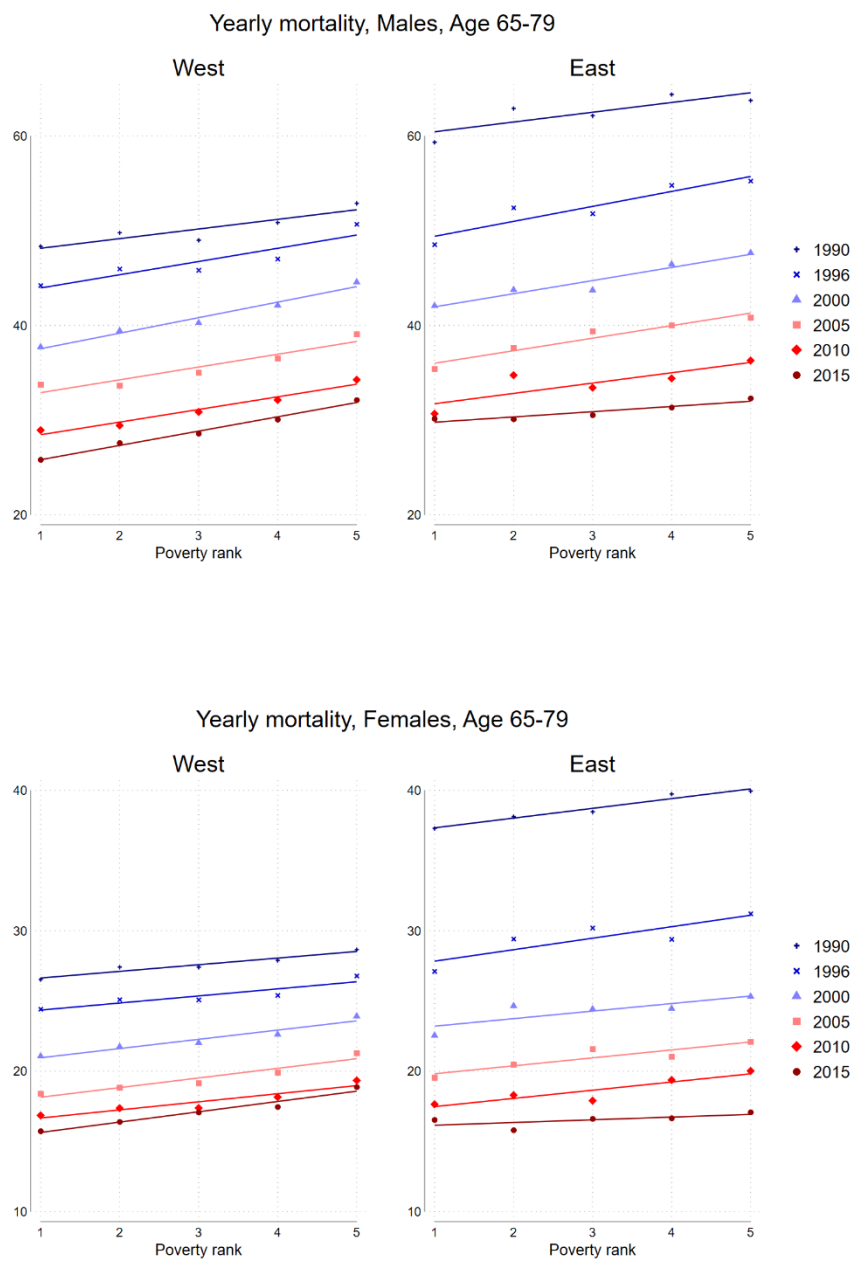 Yearly mortality, Males, Age 65-79
West
East
60
40
20
1 2 3 4 5
Poverty rank
60
40
20
1 2 3 4 5
Poverty rank
1990
1996
2000
2005
2010
2015
Yearly mortality, Females, Age 65-79
West
East
40
30
20
10
1 2 3 4 5
Poverty rank
40
30
20
10
1 2 3 4 5
Poverty rank
1990
1996
2000
2005
2010
2015